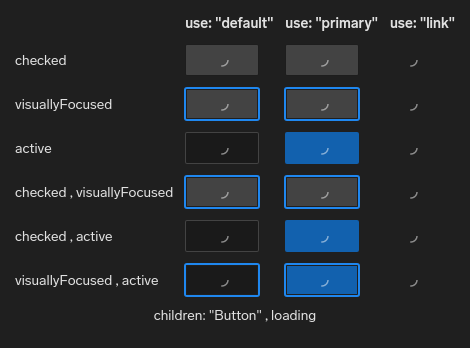 use: "default" use: "primary" use: "link"
checked
visuallyFocused
active
checked , visuallyFocused
checked , active
visuallyFocused , active
children: "Button" , loading